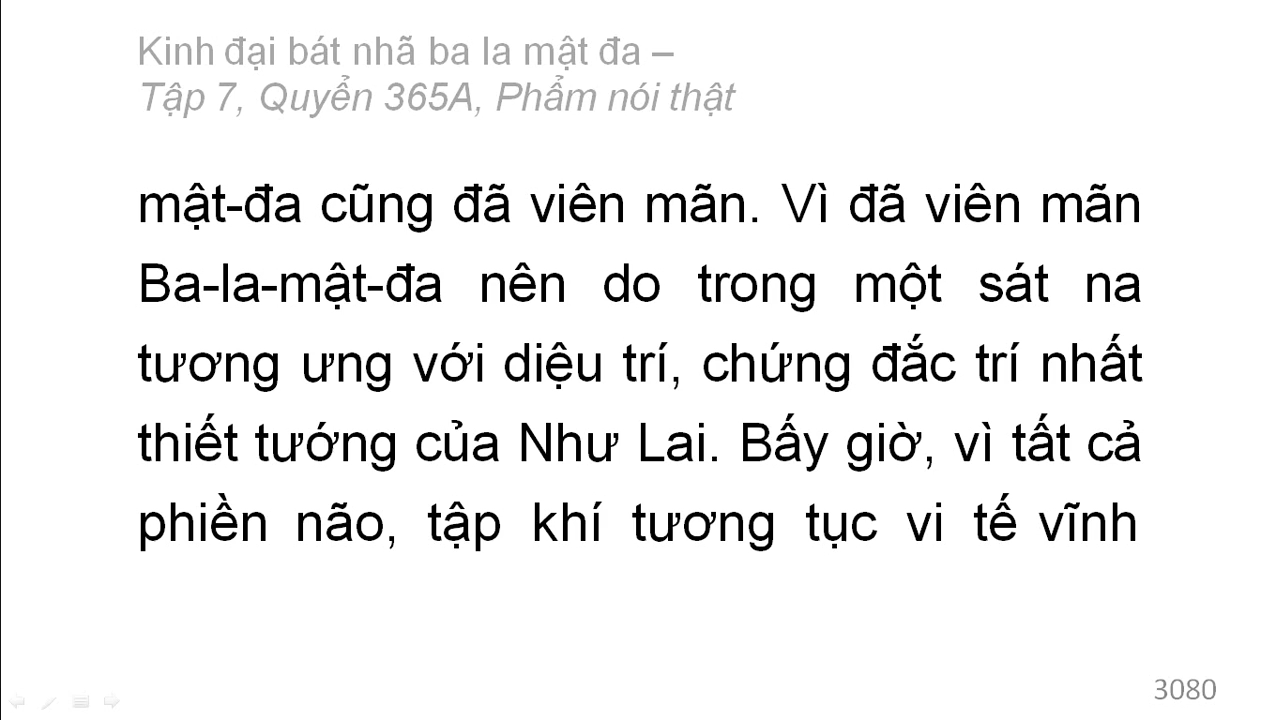 Kinh đại bát nhã ba la mật đa –
Tập 7, Quyển 365A, Phẩm nói thật
mật-đa cũng đã viên mãn. Vì đã viên mãn
Ba-la-mật-đa nên do trong một sát na
tương ưng với diệu trí, chứng đắc trí nhất
thiết tướng của Như Lai. Bấy giờ, vì tất cả
phiền não, tập khí tương tục vi tế vĩnh
3080